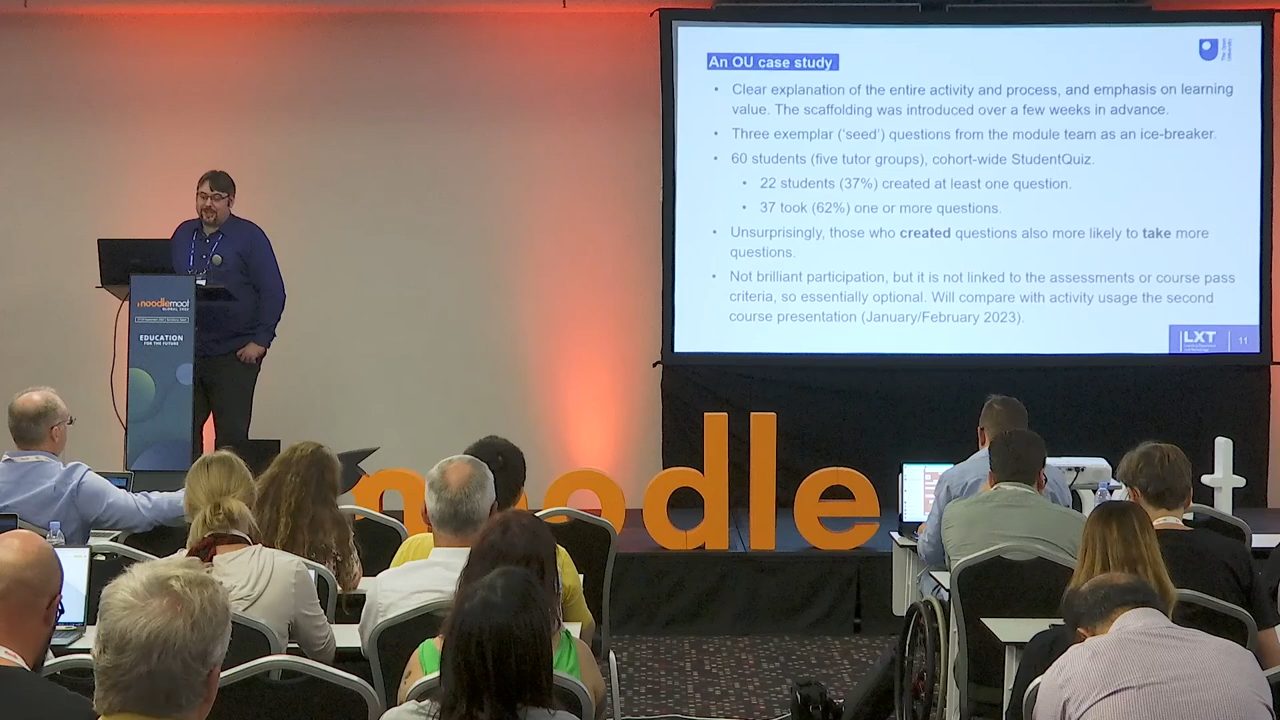 An OU case study
The Open University
• Clear explanation of the entire activity and process, and emphasis on learning
value. The scaffolding was introduced over a few weeks in advance.
• Three exemplar (‘seed’) questions from the module team as an ice-breaker.
• 60 students (five tutor groups), cohort-wide StudentQuiz.
• 22 students (37%) created at least one question.
• 37 took (62%) one or more questions.
• Unsurprisingly, those who created questions also more likely to take more
questions.
• Not brilliant participation, but it is not linked to the assessments or course pass
criteria, so essentially optional. Will compare with activity usage the second
course presentation (January/February 2023).
LXT
11
moodlemoot
GLOBAL 2022
EDUCATION
FOR THE FUTURE
moodle
t